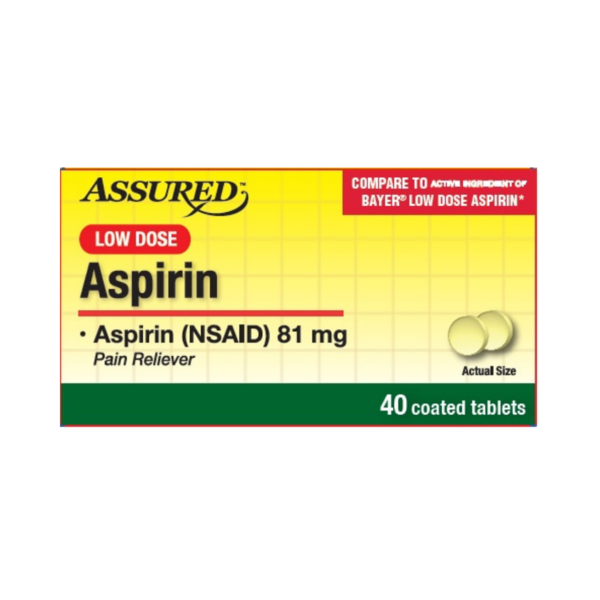 ASSURED™
COMPARE TO ACTIVE INGREDIENT OF
BAYER® LOW DOSE ASPIRIN*
LOW DOSE
Aspirin
• Aspirin (NSAID) 81 mg
Pain Reliever
Actual Size
40 coated tablets